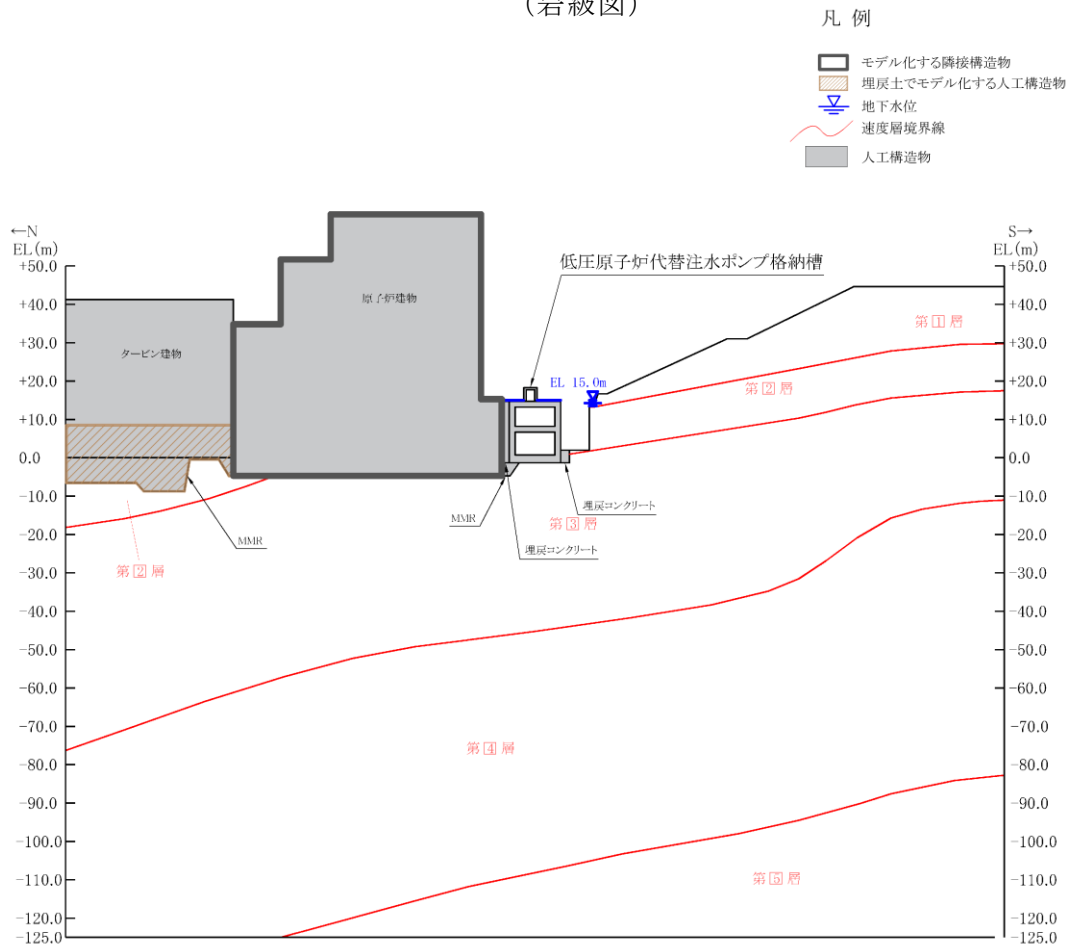 (岩級図)
凡 例
モデル化する隣接構造物
埋戻土でモデル化する人工構造物
地下水位
速度層境界線
人工構造物
←N
EL(m)
S→
EL(m)
+50.0
+40.0
+30.0
+20.0
+10.0
0.0
-10.0
-20.0
-30.0
-40.0
-50.0
-60.0
-70.0
-80.0
-90.0
-100.0
-110.0
-120.0
-125.0
低圧原子炉代替注水ポンプ格納槽
原子炉建物
タービン建物
EL 15.0m
第1層
第2層
MMR
埋戻コンクリート
第3層
埋戻コンクリート
MMR
第2層
第4層
第5層
+50.0
+40.0
+30.0
+20.0
+10.0
0.0
-10.0
-20.0
-30.0
-40.0
-50.0
-60.0
-70.0
-80.0
-90.0
-100.0
-110.0
-120.0
-125.0